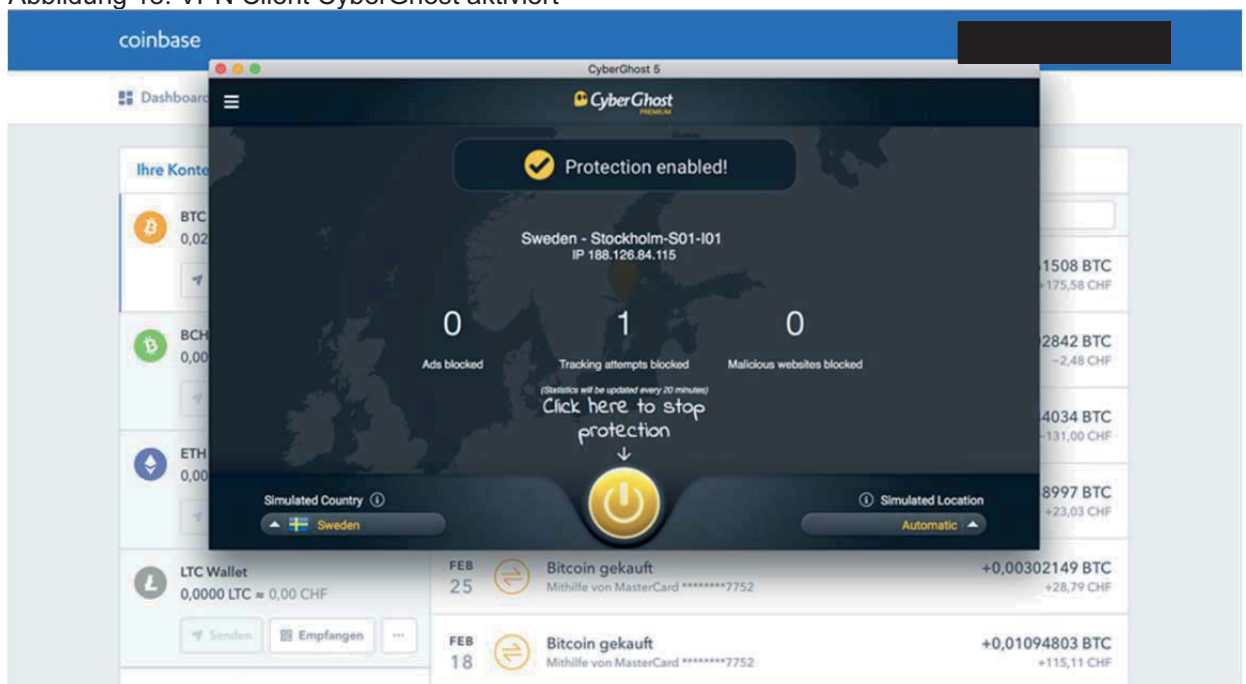 Abbildung 18: VPN Client CyberGhost aktiviert
coinbase
CyberGhost 5
Dashboard
CyberGhost
PREMIUM
Ihre Konte
Protection enabled!
BTC
0,02
Sweden - Stockholm-S01-I01
IP 188.126.84.115
1508 BTC
+175,58 CHF
0
1
0
Ads blocked
Tracking attempts blocked
Malicious websites blocked
BCH
0,00
2842 BTC
−2,48 CHF
(Statistics will be updated every 20 minutes)
Click here to stop
protection
4034 BTC
−131,00 CHF
ETH
0,00
Simulated Country
Sweden
Simulated Location
Automatic
8997 BTC
+23,03 CHF
LTC Wallet
0,0000 LTC ≈ 0,00 CHF
Senden
Empfangen
...
FEB
25
Bitcoin gekauft
Mithilfe von MasterCard ********7752
+0,00302149 BTC
+28,79 CHF
FEB
18
Bitcoin gekauft
Mithilfe von MasterCard ********7752
+0,01094803 BTC
+115,11 CHF